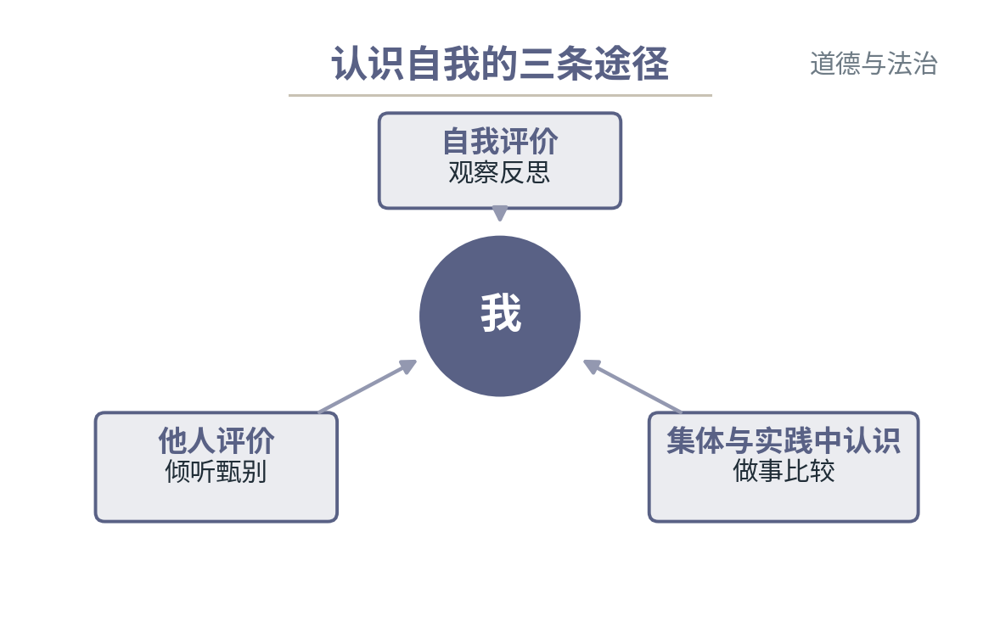 认识自我的三条途径
道德与法治
自我评价
观察反思
我
他人评价
倾听甄别
集体与实践中认识
做事比较